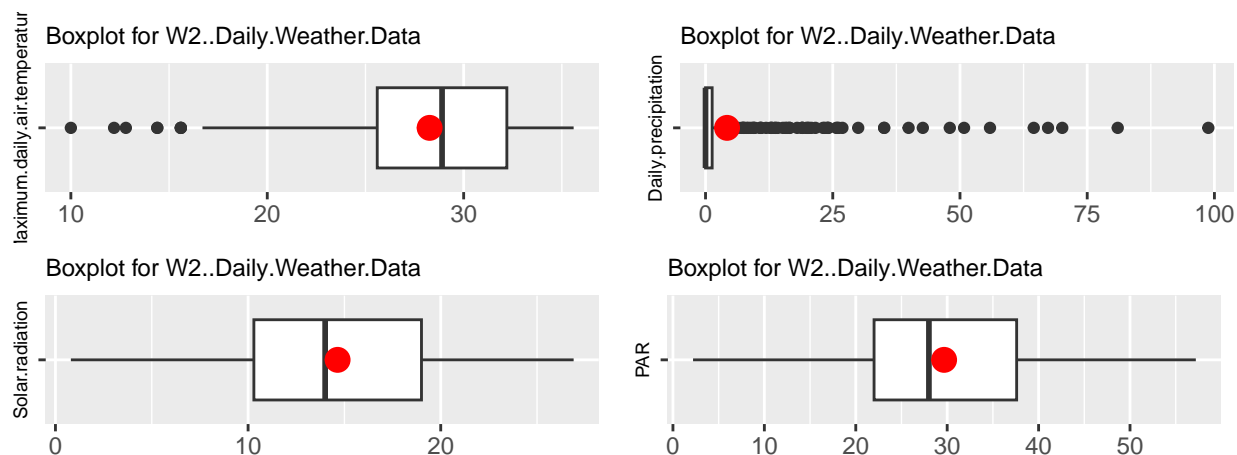 Boxplot for W2..Daily.Weather.Data
laximum.daily.air.temperatur
10 20 30
Boxplot for W2..Daily.Weather.Data
Daily.precipitation
0 25 50 75 100
Boxplot for W2..Daily.Weather.Data
Solar.radiation
0 10 20
Boxplot for W2..Daily.Weather.Data
PAR
0 10 20 30 40 50